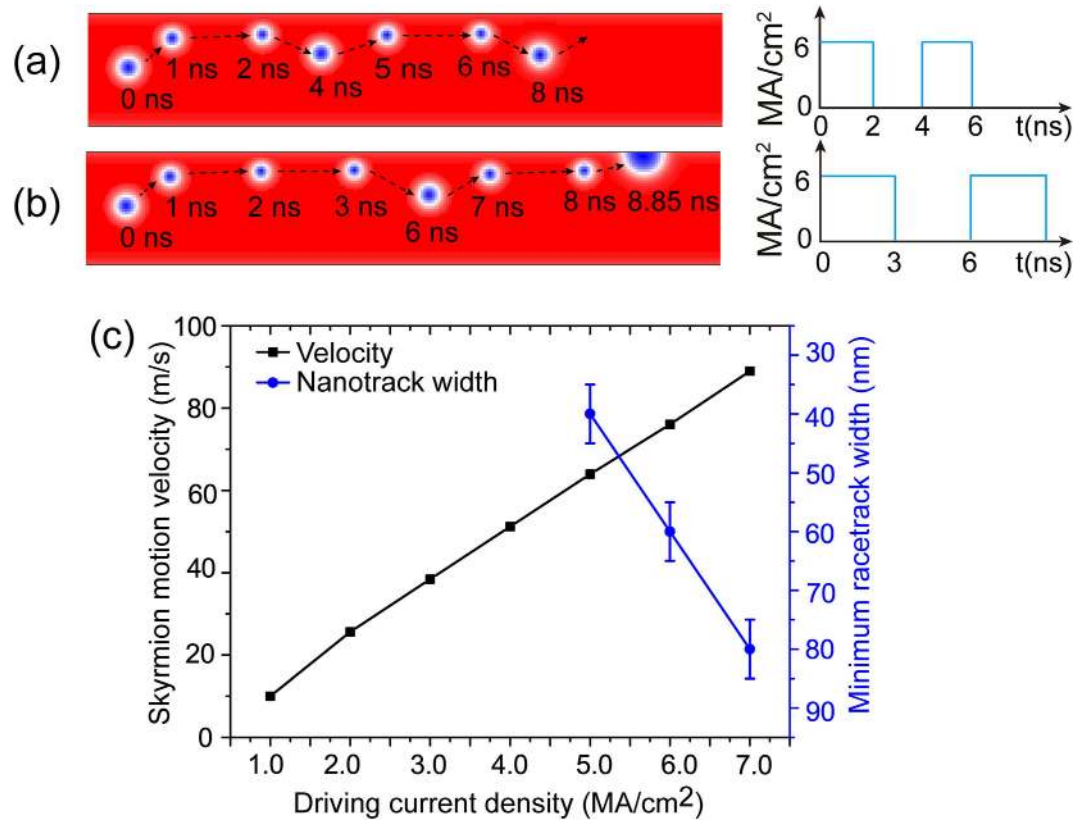 (a)
0 ns
1 ns
2 ns
4 ns
5 ns
6 ns
8 ns
MA/cm²
6
0
0 2 4 6 t(ns)
(b)
0 ns
1 ns
2 ns
3 ns
6 ns
7 ns
8 ns
8.85 ns
MA/cm²
6
0
0 3 6 t(ns)
(c)
Velocity
Nanotrack width
Skyrmion motion velocity (m/s)
100
80
60
40
20
0
1.0 2.0 3.0 4.0 5.0 6.0 7.0
Driving current density (MA/cm²)
30
40
50
60
70
80
90
Minimum racetrack width (nm)